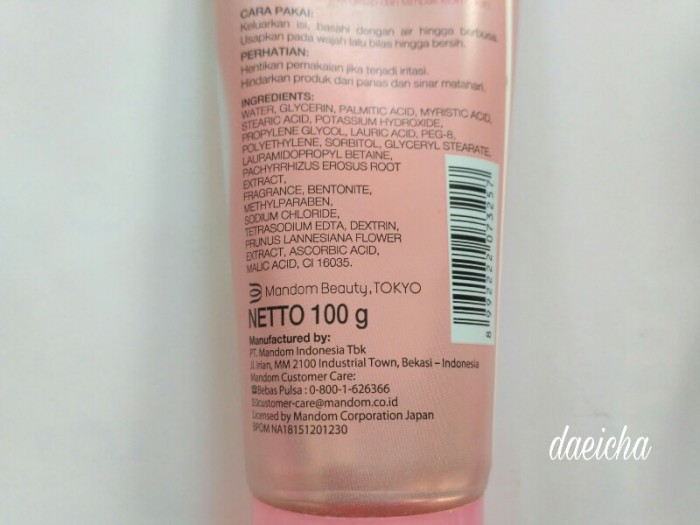 CARA PAKAI:
Keluarkan isi, basahi dengan air hingga berbusa.
Usapkan pada wajah lalu bilas hingga bersih.
PERHATIAN:
Hentikan pemakaian jika terjadi iritasi.
Hindarkan produk dari panas dan sinar matahari.
INGREDIENTS:
WATER, GLYCERIN, PALMITIC ACID, MYRISTIC ACID,
STEARIC ACID, POTASSIUM HYDROXIDE,
PROPYLENE GLYCOL, LAURIC ACID, PEG-8,
POLYETHYLENE, SORBITOL, GLYCERYL STEARATE,
LAURAMIDOPROPYL BETAINE,
PACHYRRHIZUS EROSUS ROOT
EXTRACT,
FRAGRANCE, BENTONITE,
METHYLPARABEN,
SODIUM CHLORIDE,
TETRASODIUM EDTA, DEXTRIN,
PRUNUS LANNESIANA FLOWER
EXTRACT, ASCORBIC ACID,
MALIC ACID, CI 16035.
8 992222 073257
Mandom Beauty, TOKYO
NETTO 100 g
Manufactured by:
PT. Mandom Indonesia Tbk
Jl. Irian, MM 2100 Industrial Town, Bekasi – Indonesia
Mandom Customer Care:
Bebas Pulsa : 0-800-1-626366
customer-care@mandom.co.id
Licensed by Mandom Corporation Japan
BPOM NA18151201230
daeicha